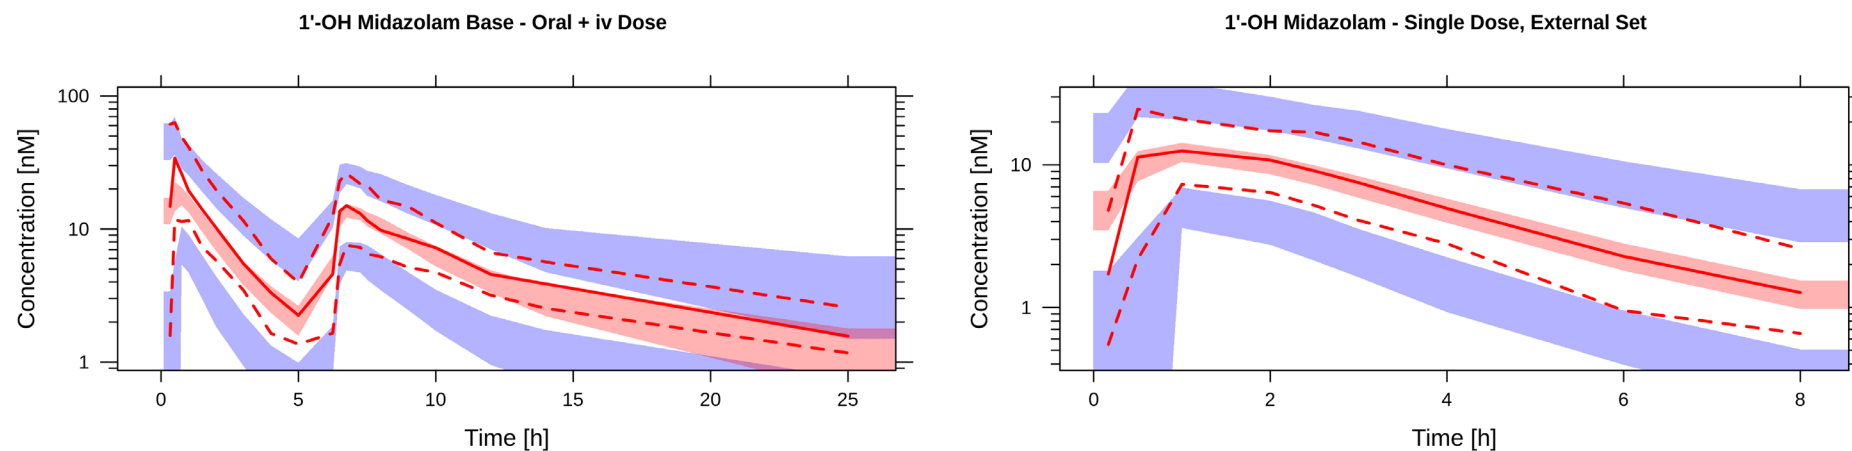 1'-OH Midazolam Base - Oral + iv Dose
Concentration [nM]
100
10
1
0 5 10 15 20 25
Time [h]
1'-OH Midazolam - Single Dose, External Set
Concentration [nM]
10
1
0 2 4 6 8
Time [h]